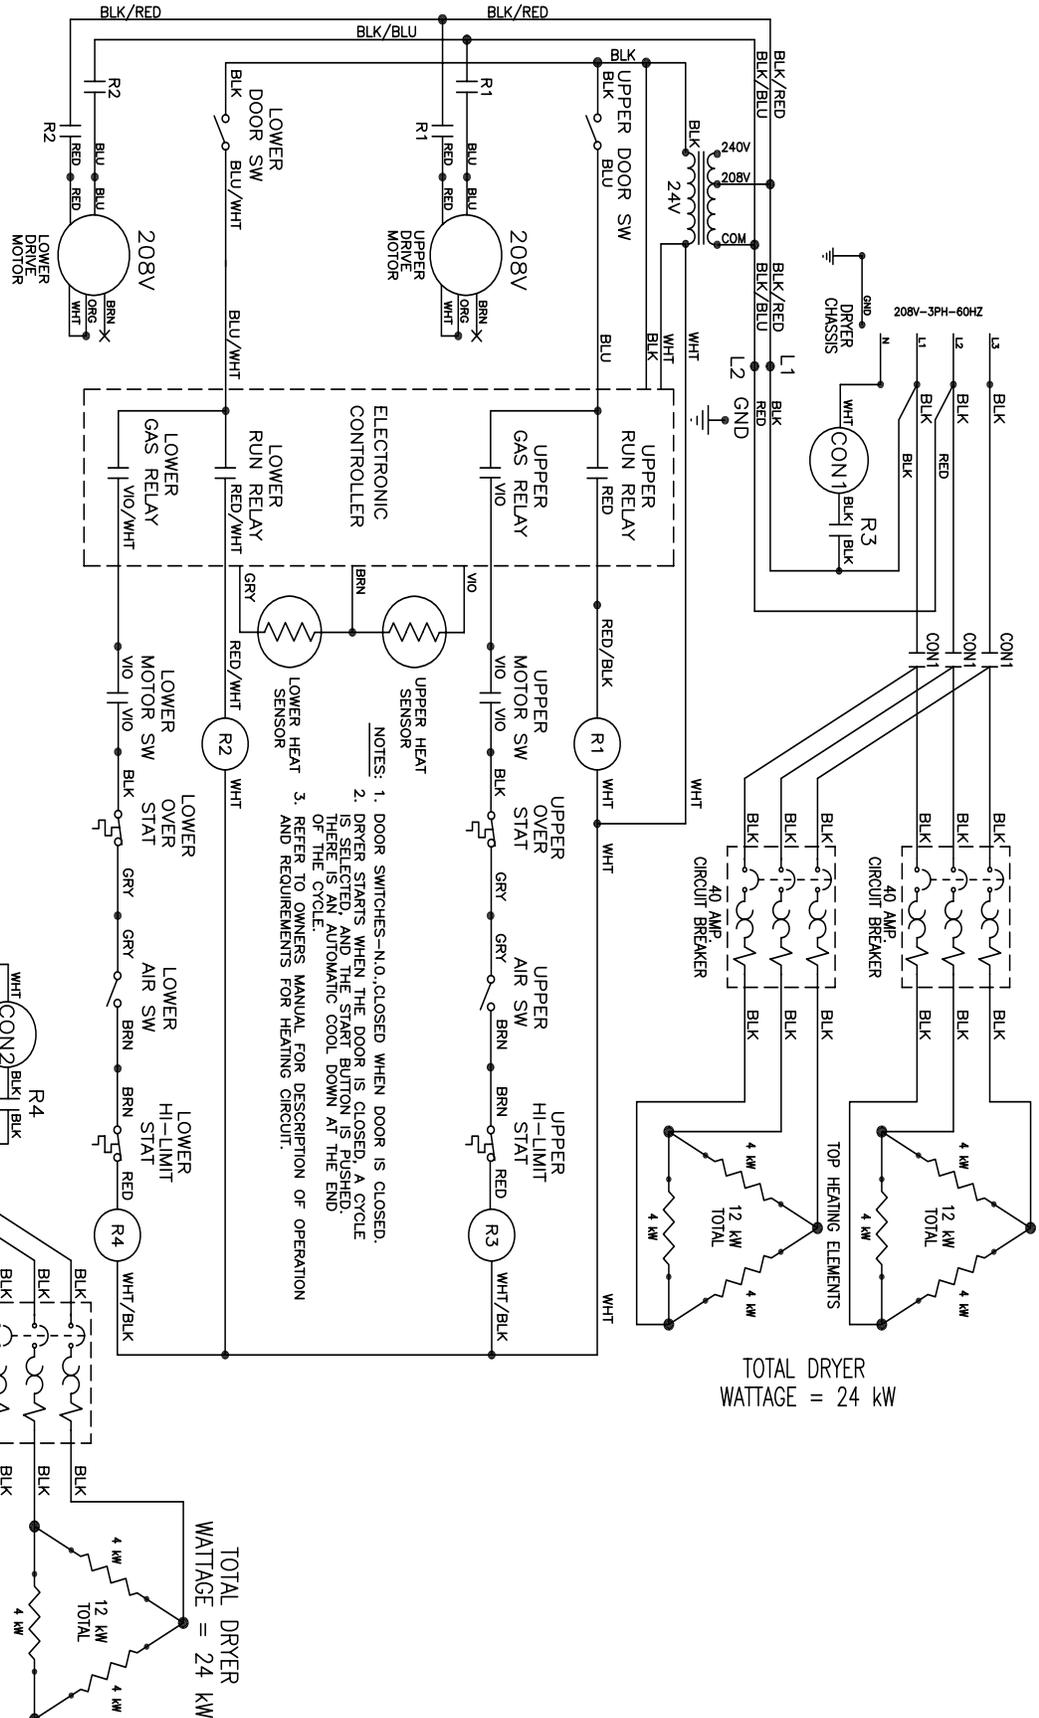 BLK/RED
BLK/RED
BLK/BLU
BLK
BLK/RED
BLK/BLU
R2
R2
BLU
RED
BLU
RED
208V
LOWER
DRIVE
MOTOR
BRN
ORG
WHT
BLK
LOWER
DOOR SW
BLU/WHT
BLU/WHT
R1
R1
BLU
RED
BLU
RED
208V
UPPER
DRIVE
MOTOR
BRN
ORG
WHT
BLK
UPPER DOOR SW
BLU
BLU
BLK
240V
208V
COM
24V
WHT
BLK
WHT
BLK/RED
BLK/BLU
L1
L2
BLK
RED
GND
GND
DRYER
CHASSIS
208V-3PH-60HZ
N
L1
L2
L3
WHT
BLK
BLK
BLK
CON1
BLK
BLK
R3
BLK
RED
CON1
CON1
CON1
ELECTRONIC
CONTROLLER
LOWER
GAS RELAY
VIO/WHT
LOWER
RUN RELAY
RED/WHT
UPPER
GAS RELAY
VIO
UPPER
RUN RELAY
RED
GRY
BRN
VIO
LOWER HEAT
SENSOR
UPPER HEAT
SENSOR
RED/WHT
RED/BLK
R2
WHT
R1
WHT
WHT
WHT
WHT
VIO
VIO
LOWER
MOTOR SW
BLK
LOWER
OVER
STAT
GRY
GRY
LOWER
AIR SW
BRN
BRN
LOWER
HI-LIMIT
STAT
RED
R4
WHT/BLK
VIO
VIO
UPPER
MOTOR SW
BLK
UPPER
OVER
STAT
GRY
GRY
UPPER
AIR SW
BRN
BRN
UPPER
HI-LIMIT
STAT
RED
R3
WHT/BLK
NOTES: 1. DOOR SWITCHES-N.O.,CLOSED WHEN DOOR IS CLOSED.
2. DRYER STARTS WHEN THE DOOR IS CLOSED, A CYCLE
IS SELECTED, AND THE START BUTTON IS PUSHED.
THERE IS AN AUTOMATIC COOL DOWN AT THE END
OF THE CYCLE.
3. REFER TO OWNERS MANUAL FOR DESCRIPTION OF OPERATION
AND REQUIREMENTS FOR HEATING CIRCUIT.
BLK
BLK
BLK
40 AMP.
CIRCUIT BREAKER
BLK
BLK
BLK
BLK
BLK
BLK
40 AMP.
CIRCUIT BREAKER
BLK
BLK
BLK
4 kW
4 kW
4 kW
12 kW
TOTAL
TOP HEATING ELEMENTS
4 kW
4 kW
4 kW
12 kW
TOTAL
TOTAL DRYER
WATTAGE = 24 kW
WHT
CON2
BLK
BLK
R4
BLK
BLK
BLK
BLK
BLK
BLK
4 kW
4 kW
4 kW
12 kW
TOTAL
TOTAL DRYER
WATTAGE = 24 kW